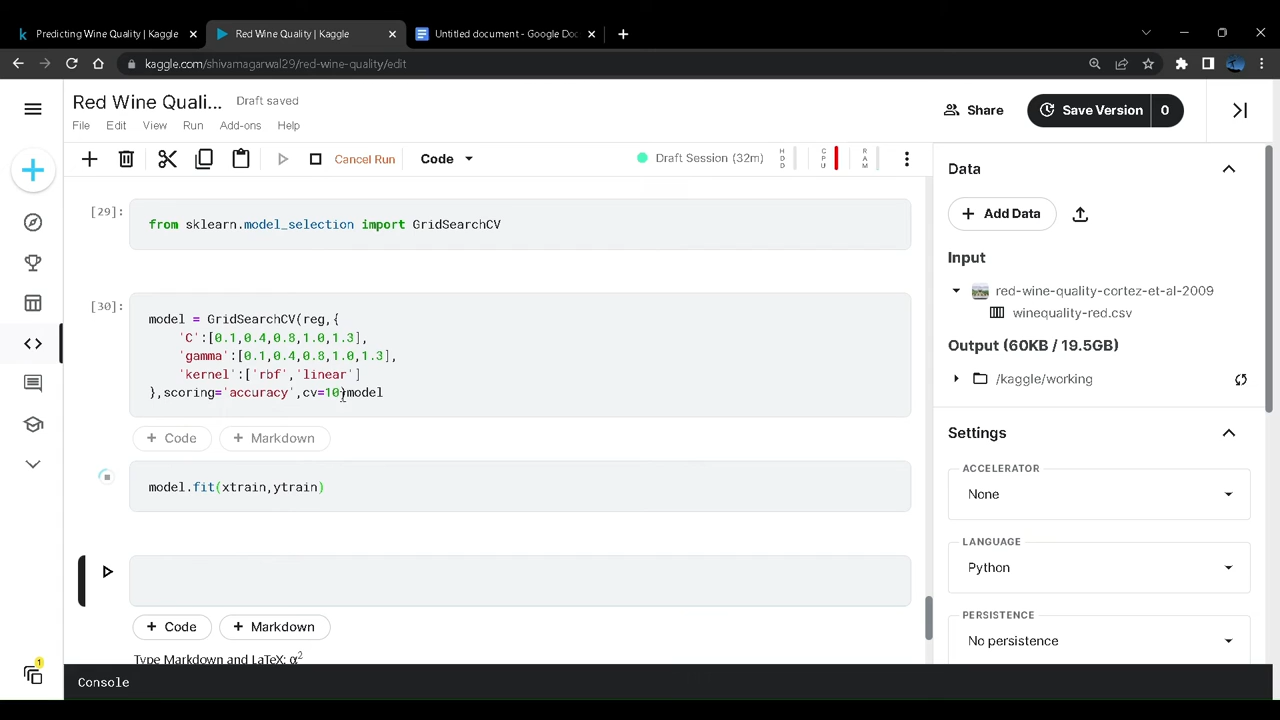 Predicting Wine Quality | Kaggle
Red Wine Quality | Kaggle
Untitled document - Google Doc
kaggle.com/shivamagarwal29/red-wine-quality/edit
Red Wine Quali...
Draft saved
File Edit View Run Add-ons Help
Share
Save Version 0
Cancel Run
Code
Draft Session (32m)
HDD
CPU
RAM
[29]:
from sklearn.model_selection import GridSearchCV
[30]:
model = GridSearchCV(reg,{
'C':[0.1,0.4,0.8,1.0,1.3],
'gamma':[0.1,0.4,0.8,1.0,1.3],
'kernel':['rbf','linear']
},scoring='accuracy',cv=10)model
+ Code + Markdown
model.fit(xtrain,ytrain)
+ Code + Markdown
Type Markdown and LaTeX: α2
Console
Data
Add Data
Input
red-wine-quality-cortez-et-al-2009
winequality-red.csv
Output (60KB / 19.5GB)
/kaggle/working
Settings
ACCELERATOR
None
LANGUAGE
Python
PERSISTENCE
No persistence
1